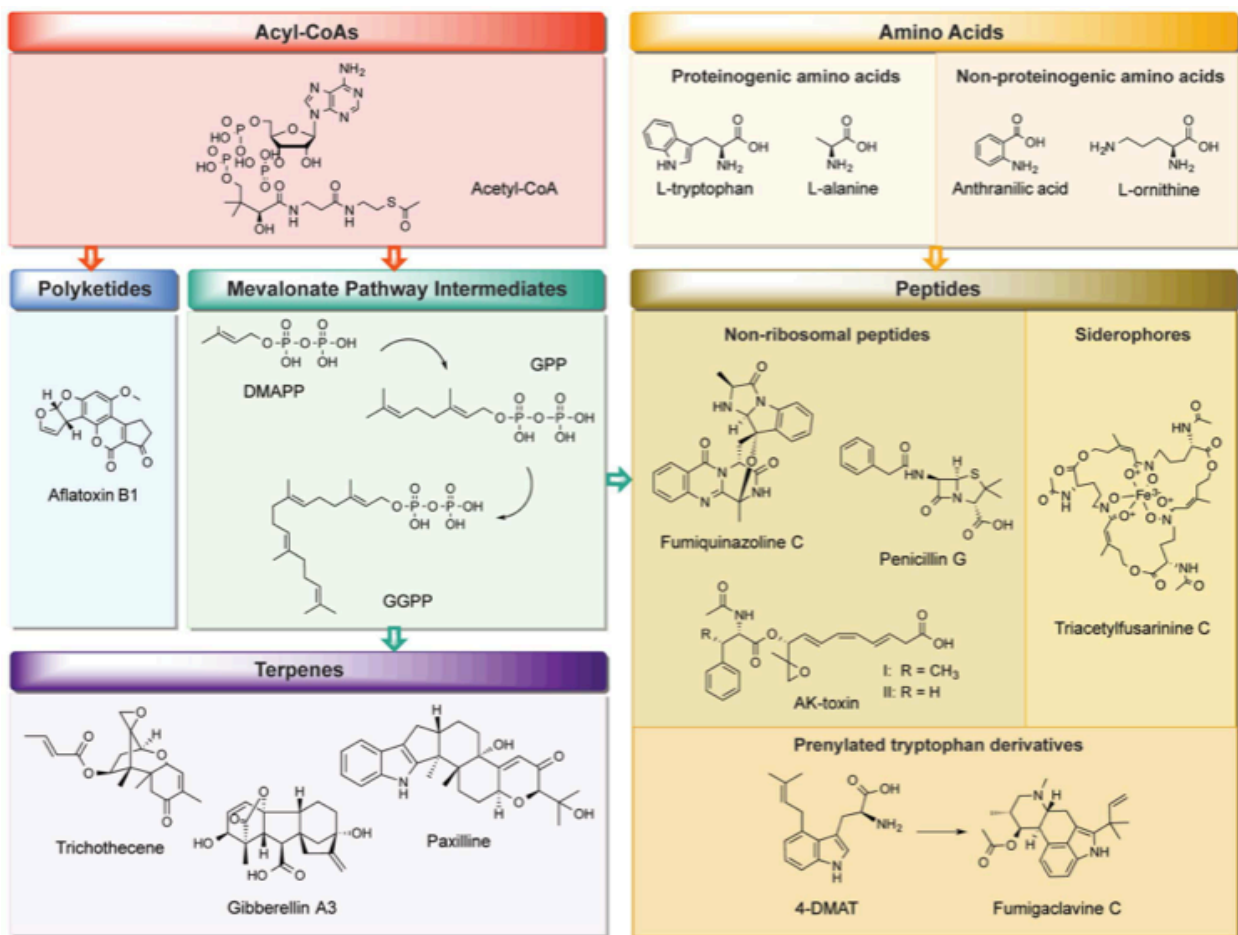 Acyl-CoAs
Acetyl-CoA
Amino Acids
Proteinogenic amino acids
L-tryptophan
L-alanine
Non-proteinogenic amino acids
Anthranilic acid
L-ornithine
Polyketides
Aflatoxin B1
Mevalonate Pathway Intermediates
DMAPP
GPP
GGPP
Terpenes
Trichothecene
Gibberellin A3
Paxilline
Peptides
Non-ribosomal peptides
Fumiquinazoline C
Penicillin G
AK-toxin
I: R = CH₃
II: R = H
Siderophores
Triacetylfusarinine C
Prenylated tryptophan derivatives
4-DMAT
Fumigaclavine C